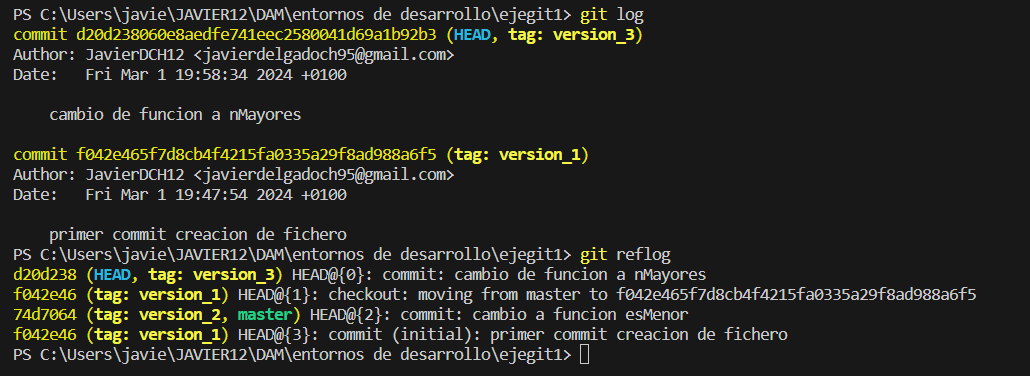 PS C:\Users\javie\JAVIER12\DAM\entornos de desarrollo\ejegit1> git log
commit d20d238060e8aedfe741eec2580041d69a1b92b3 (HEAD, tag: version_3)
Author: JavierDCH12 <javierdelgadoch95@gmail.com>
Date:   Fri Mar 1 19:58:34 2024 +0100
    cambio de funcion a nMayores
commit f042e465f7d8cb4f4215fa0335a29f8ad988a6f5 (tag: version_1)
Author: JavierDCH12 <javierdelgadoch95@gmail.com>
Date:   Fri Mar 1 19:47:54 2024 +0100
    primer commit creacion de fichero
PS C:\Users\javie\JAVIER12\DAM\entornos de desarrollo\ejegit1> git reflog
d20d238 (HEAD, tag: version_3) HEAD@{0}: commit: cambio de funcion a nMayores
f042e46 (tag: version_1) HEAD@{1}: checkout: moving from master to f042e465f7d8cb4f4215fa0335a29f8ad988a6f5
74d7064 (tag: version_2, master) HEAD@{2}: commit: cambio a funcion esMenor
f042e46 (tag: version_1) HEAD@{3}: commit (initial): primer commit creacion de fichero
PS C:\Users\javie\JAVIER12\DAM\entornos de desarrollo\ejegit1>